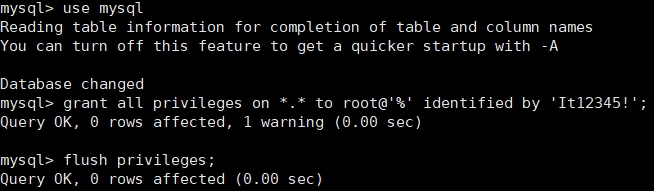 mysql> use mysql
Reading table information for completion of table and column names
You can turn off this feature to get a quicker startup with -A
Database changed
mysql> grant all privileges on *.* to root@'%' identified by 'It12345!';
Query OK, 0 rows affected, 1 warning (0.00 sec)
mysql> flush privileges;
Query OK, 0 rows affected (0.00 sec)